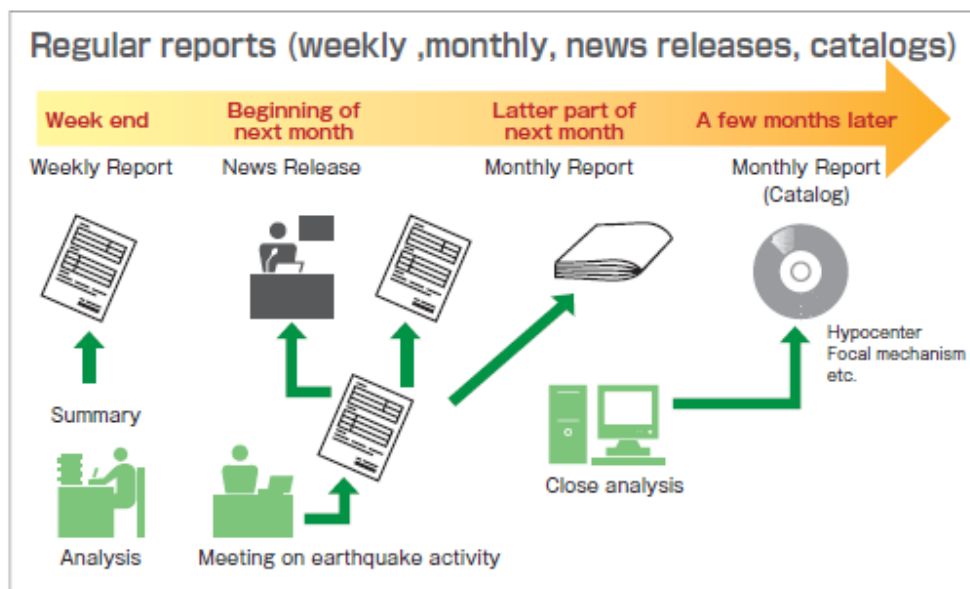 Regular reports (weekly ,monthly, news releases, catalogs)
Week end
Beginning of
next month
Latter part of
next month
A few months later
Weekly Report
News Release
Monthly Report
Monthly Report
(Catalog)
Hypocenter
Focal mechanism
etc.
Summary
Close analysis
Analysis
Meeting on earthquake activity